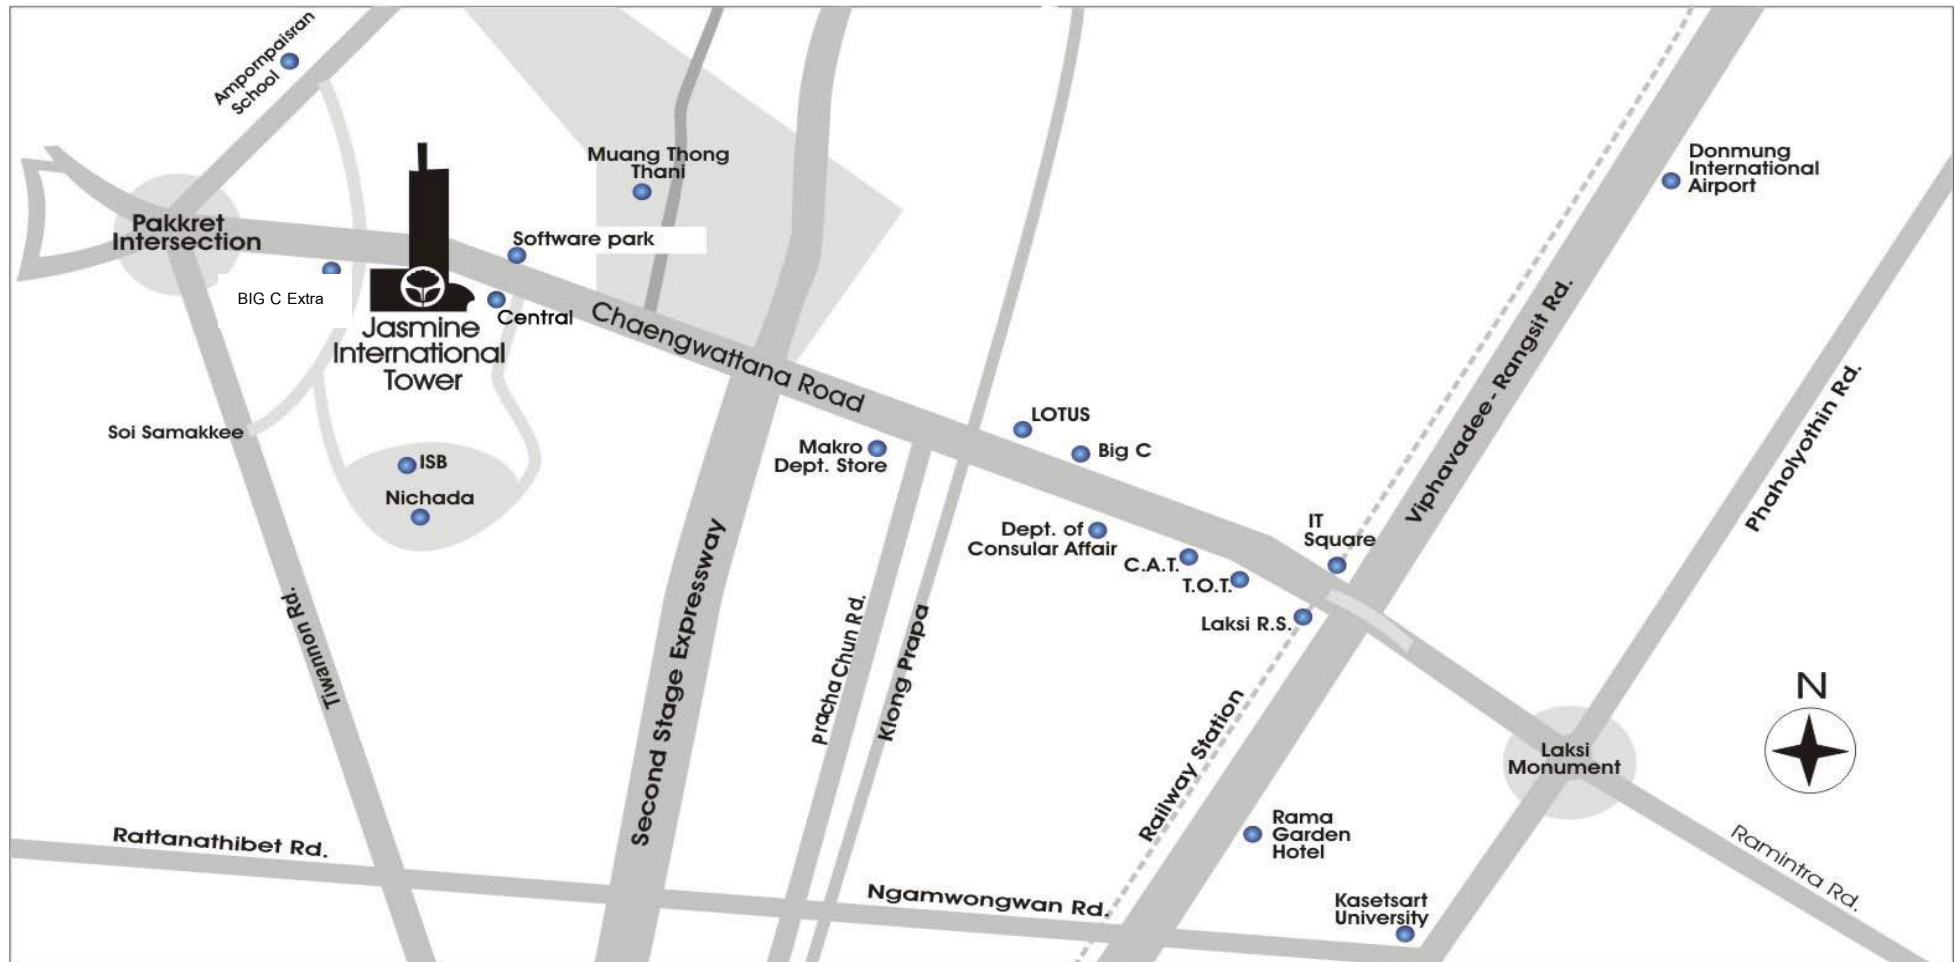 Ampornpaisran
School
Muang Thong
Thani
Donmung
International
Airport
Pakkret
Intersection
Software park
BIG C Extra
Central
Jasmine
International
Tower
Chaengwattana Road
Viphavadee - Rangsit Rd.
Phaholyothin Rd.
LOTUS
Big C
Soi Samakkee
Makro
Dept. Store
ISB
Nichada
IT
Square
Dept. of
Consular Affair
C.A.T.
T.O.T.
Laksi R.S.
Tiwannon Rd.
Second Stage Expressway
Pracha Chun Rd.
Klong Prapa
Railway Station
N
Laksi
Monument
Rama
Garden
Hotel
Rattanathibet Rd.
Ngamwongwan Rd.
Kasetsart
University
Ramintra Rd.